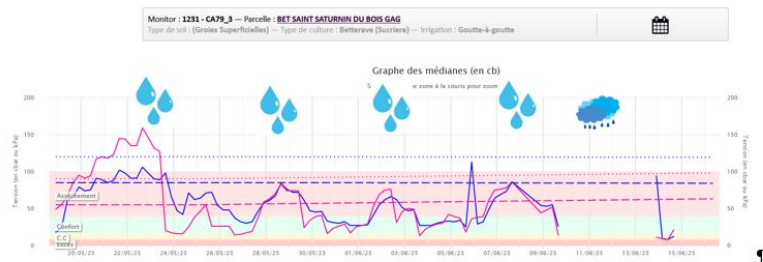 Monitor : 1231 - CA79_3 — Parcelle : BET SAINT SATURNIN DU BOIS GAG
Type de sol : (Groies Superficielles) — Type de culture : Betterave (Sucriere) — Irrigation : Goutte-à-goutte
Graphe des médianes (en cb)
S e zone à la souris pour zoom
200 200
150 150
100 100
50 50
0 0
Tension (en cbar ou kPa)
Tension (en cbar ou kPa)
Assèchement
Confort
C.C
Excès
20/05/23 22/05/23 24/05/23 26/05/23 28/05/23 30/05/23 01/06/23 03/06/23 05/06/23 07/06/23 09/06/23 11/06/23 13/06/23 15/06/23
¶